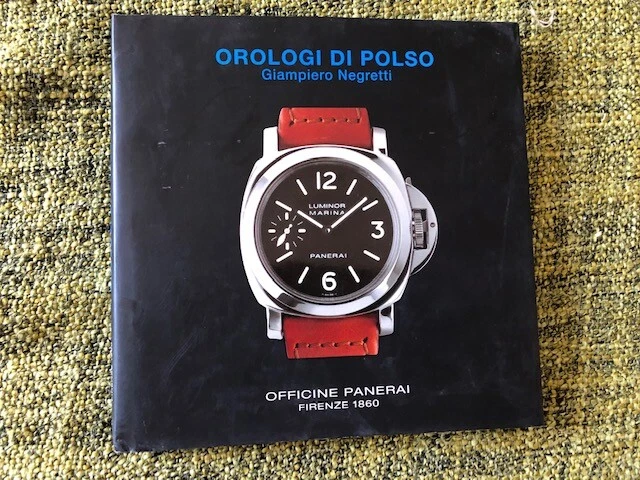 OROLOGI DI POLSO
Giampiero Negretti
12
LUMINOR
MARINA
3
PANERAI
6
OFFICINE PANERAI
FIRENZE 1860